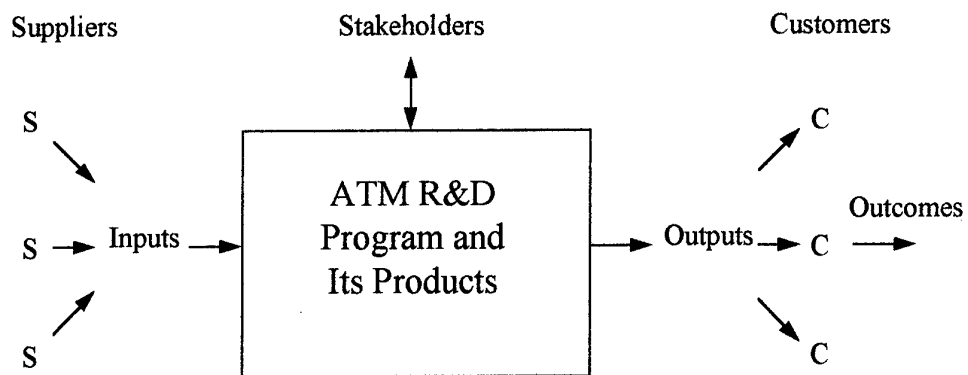 Suppliers Stakeholders Customers
S C
ATM R&D
Program and
Its Products
Outcomes
S Inputs Outputs C
S C